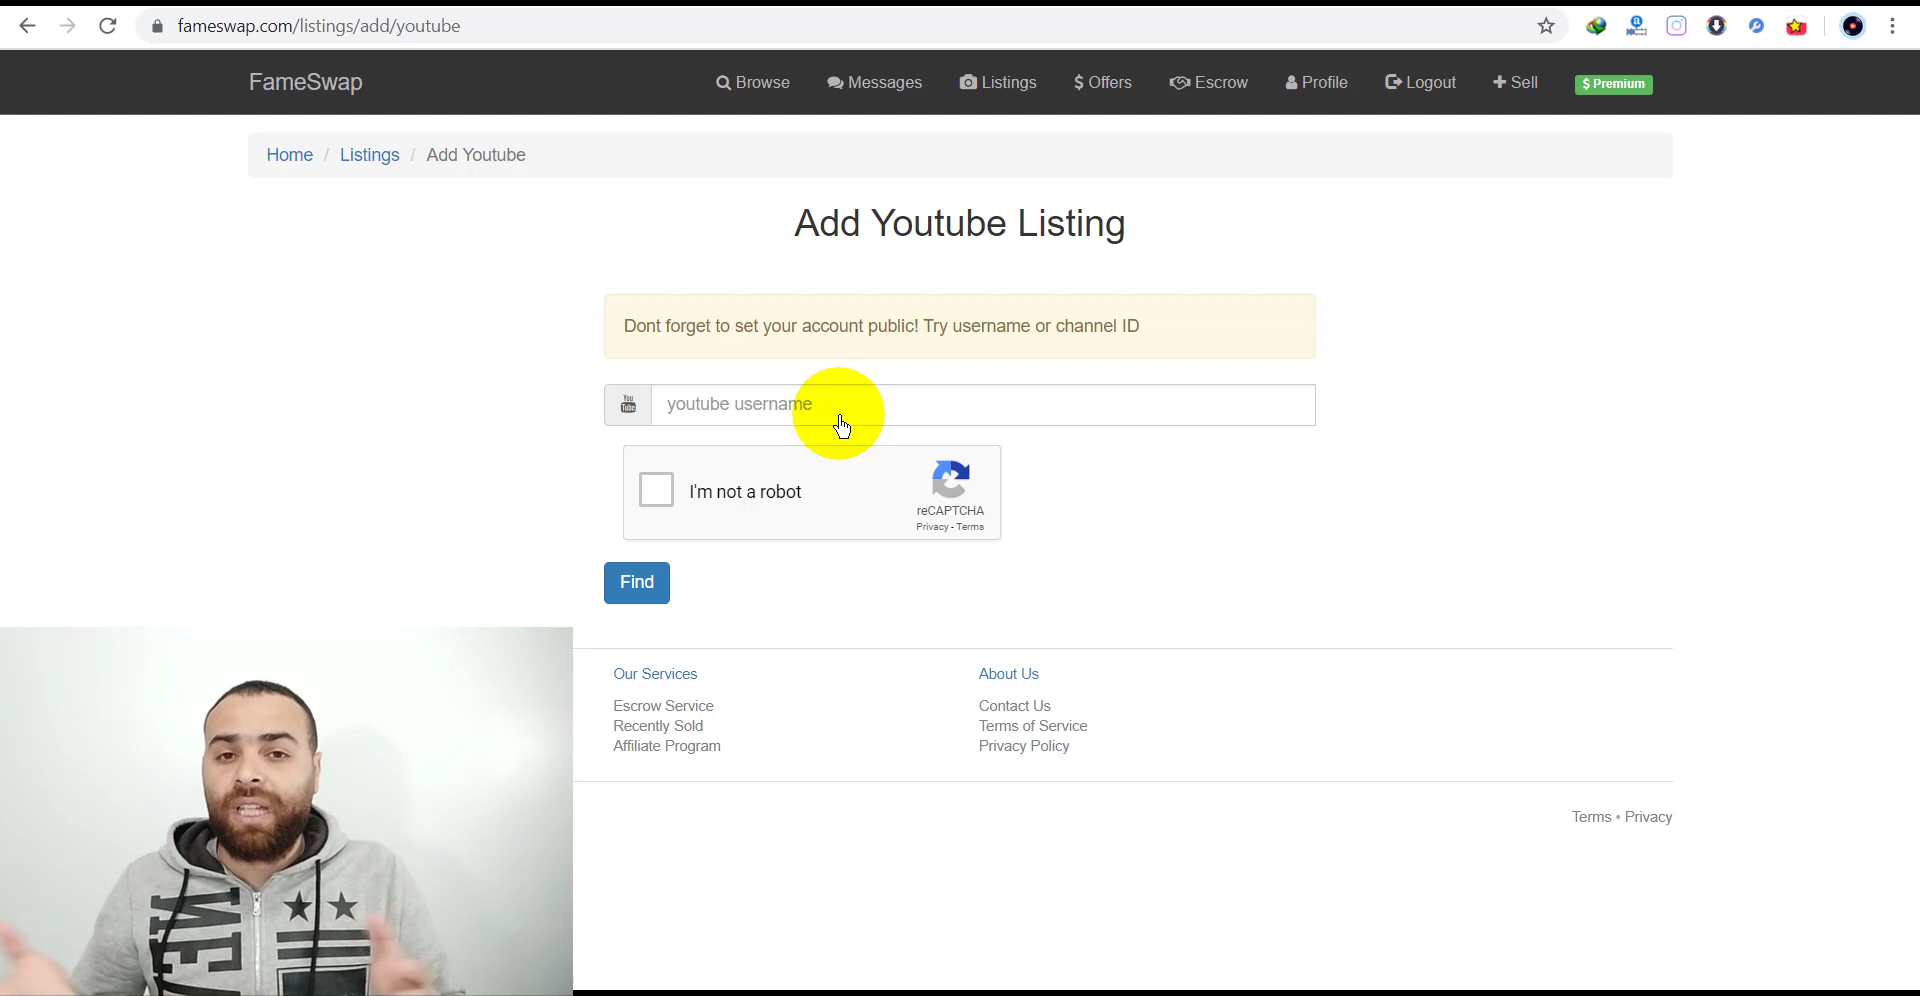 fameswap.com/listings/add/youtube
FameSwap
Browse Messages Listings $ Offers Escrow Profile Logout + Sell $ Premium
Home / Listings / Add Youtube
Add Youtube Listing
Dont forget to set your account public! Try username or channel ID
You Tube youtube username
I'm not a robot
reCAPTCHA
Privacy - Terms
Find
Our Services About Us
Escrow Service Contact Us
Recently Sold Terms of Service
Affiliate Program Privacy Policy
Terms • Privacy